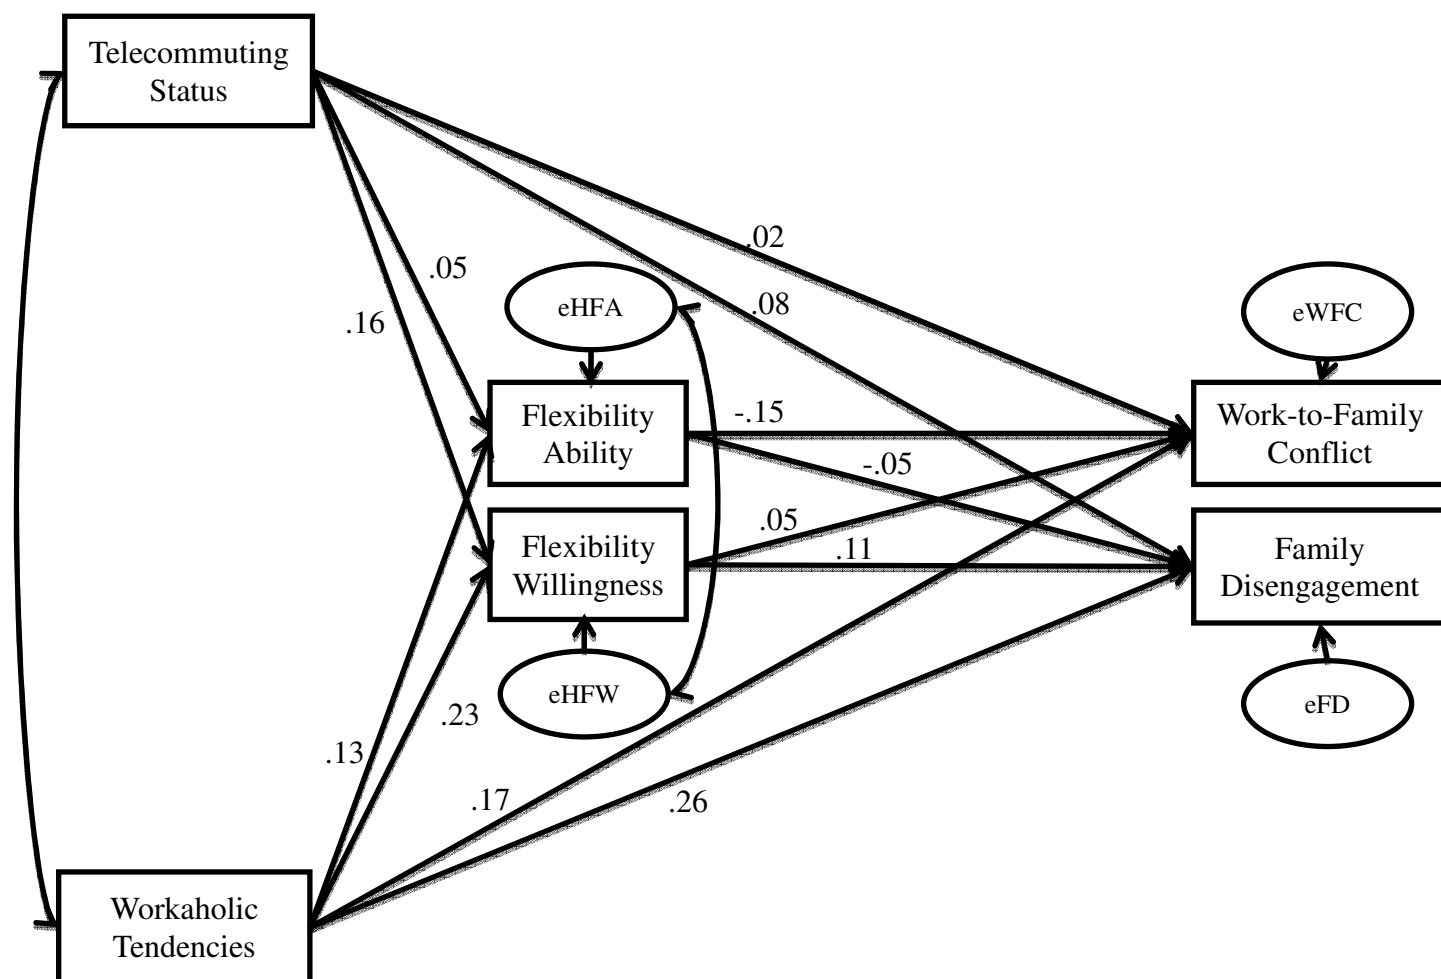 Telecommuting
Status
.02
.05
eHFA
.08
eWFC
.16
Flexibility
Ability
-.15
Work-to-Family
Conflict
-.05
.05
Flexibility
Willingness
.11
Family
Disengagement
eHFW
eFD
.23
.13
.17
.26
Workaholic
Tendencies